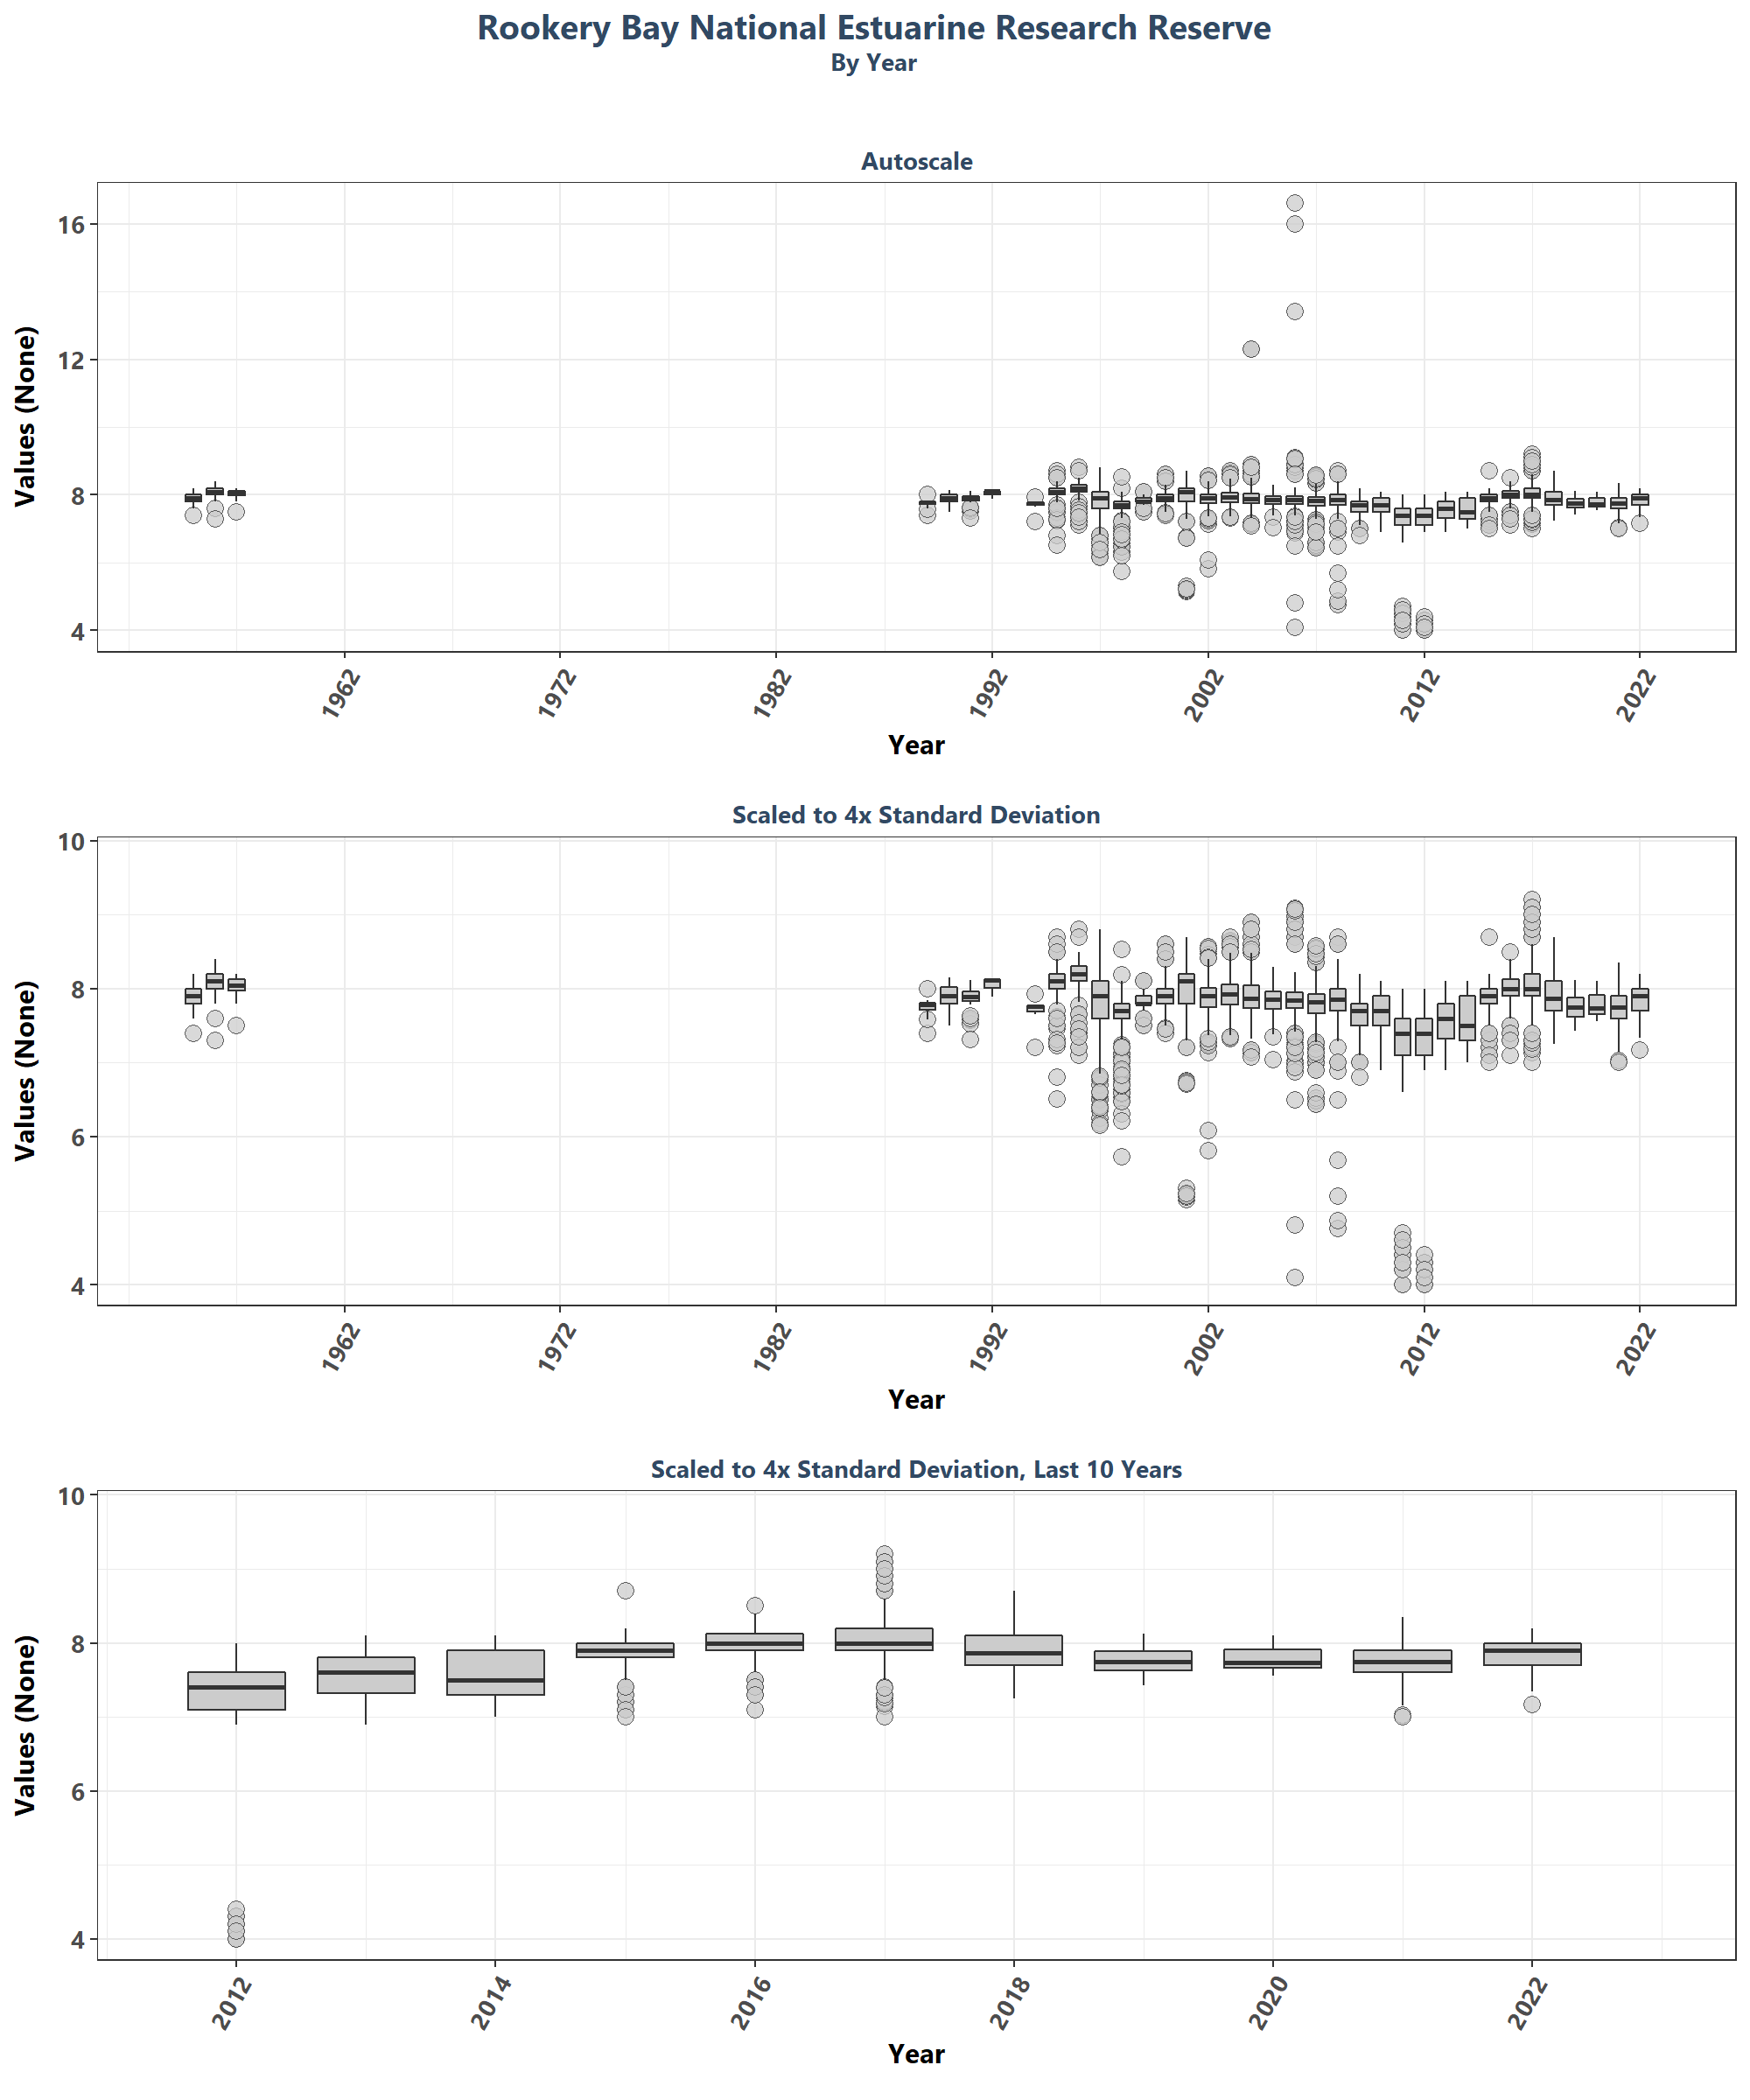 Rookery Bay National Estuarine Research Reserve
By Year
Autoscale
Values (None)
16
12
8
4
1962
1972
1982
1992
2002
2012
2022
Year
Scaled to 4x Standard Deviation
Values (None)
10
8
6
4
1962
1972
1982
1992
2002
2012
2022
Year
Scaled to 4x Standard Deviation, Last 10 Years
Values (None)
10
8
6
4
2012
2014
2016
2018
2020
2022
Year